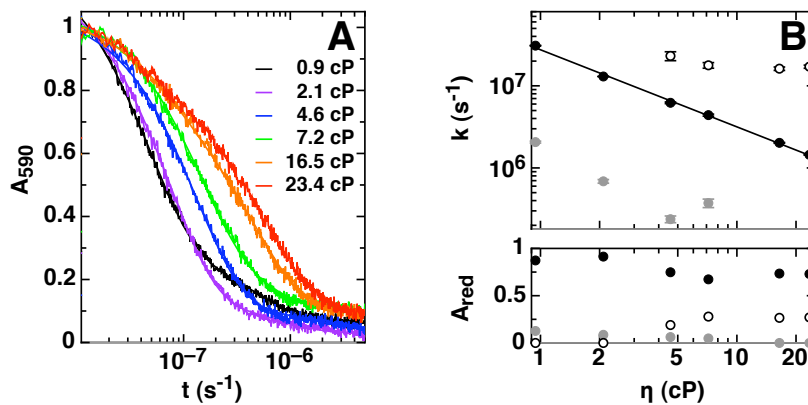 A
1
0.8
0.6
0.4
0.2
0
A₅₉₀
0.9 cP
2.1 cP
4.6 cP
7.2 cP
16.5 cP
23.4 cP
10⁻⁷
10⁻⁶
t (s⁻¹)
B
10⁷
10⁶
k (s⁻¹)
1
0.5
0
A_red
1
2
5
10
20
η (cP)